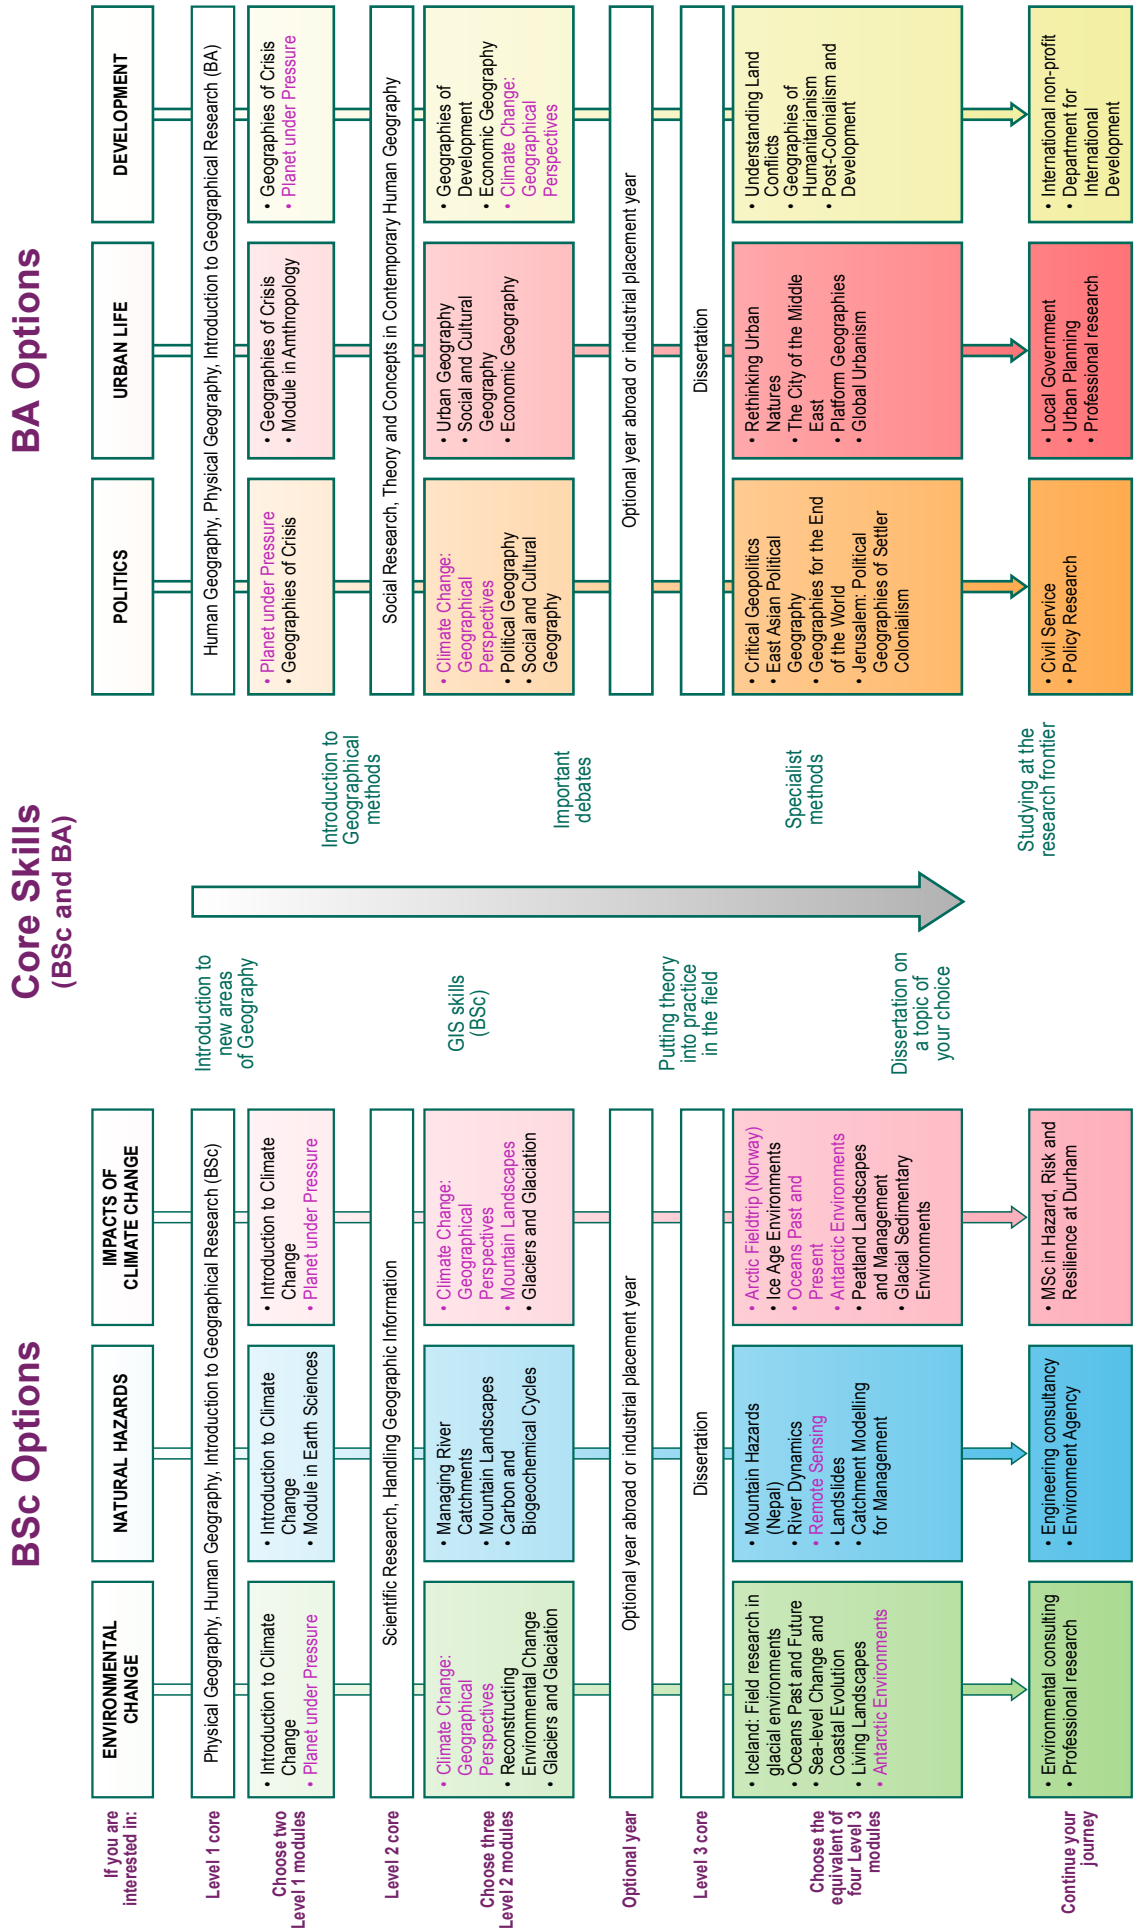 BSc Options
Core Skills
(BSc and BA)
BA Options
If you are
interested in:
ENVIRONMENTAL
CHANGE
NATURAL HAZARDS
IMPACTS OF
CLIMATE CHANGE
POLITICS
URBAN LIFE
DEVELOPMENT
Level 1 core
Physical Geography, Human Geography, Introduction to Geographical Research (BSc)
Human Geography, Physical Geography, Introduction to Geographical Research (BA)
Choose two
Level 1 modules
• Introduction to Climate
Change
• Planet under Pressure
• Introduction to Climate
Change
• Module in Earth Sciences
• Introduction to Climate
Change
• Planet under Pressure
• Planet under Pressure
• Geographies of Crisis
• Geographies of Crisis
• Module in Anthropology
• Geographies of Crisis
• Planet under Pressure
Level 2 core
Scientific Research, Handling Geographic Information
Social Research, Theory and Concepts in Contemporary Human Geography
Choose three
Level 2 modules
• Climate Change:
Geographical
Perspectives
• Reconstructing
Environmental Change
• Glaciers and Glaciation
• Managing River
Catchments
• Mountain Landscapes
• Carbon and
Biogeochemical Cycles
• Climate Change:
Geographical
Perspectives
• Mountain Landscapes
• Glaciers and Glaciation
• Climate Change:
Geographical
Perspectives
• Political Geography
• Social and Cultural
Geography
• Urban Geography
• Social and Cultural
Geography
• Economic Geography
• Geographies of
Development
• Economic Geography
• Climate Change:
Geographical
Perspectives
Optional year
Optional year abroad or industrial placement year
Optional year abroad or industrial placement year
Level 3 core
Dissertation
Dissertation
Choose the
equivalent of
four Level 3
modules
• Iceland: Field research in
glacial environments
• Oceans Past and Future
• Sea-level Change and
Coastal Evolution
• Living Landscapes
• Antarctic Environments
• Mountain Hazards
(Nepal)
• River Dynamics
• Remote Sensing
• Landslides
• Catchment Modelling
for Management
• Arctic Fieldtrip (Norway)
• Ice Age Environments
• Oceans Past and
Present
• Antarctic Environments
• Peatland Landscapes
and Management
• Glacial Sedimentary
Environments
• Critical Geopolitics
• East Asian Political
Geography
• Geographies for the End
of the World
• Jerusalem: Political
Geographies of Settler
Colonialism
• Rethinking Urban
Natures
• The City of the Middle
East
• Platform Geographies
• Global Urbanism
• Understanding Land
Conflicts
• Geographies of
Humanitarianism
• Post-Colonialism and
Development
Continue your
journey
• Environmental consulting
• Professional research
• Engineering consultancy
• Environment Agency
• MSc in Hazard, Risk and
Resilience at Durham
• Civil Service
• Policy Research
• Local Government
• Urban Planning
• Professional research
• International non-profit
• Department for
International
Development
Introduction to
new areas
of Geography
Introduction to
Geographical
methods
GIS skills
(BSc)
Important
debates
Putting theory
into practice
in the field
Specialist
methods
Dissertation on
a topic of
your choice
Studying at the
research frontier